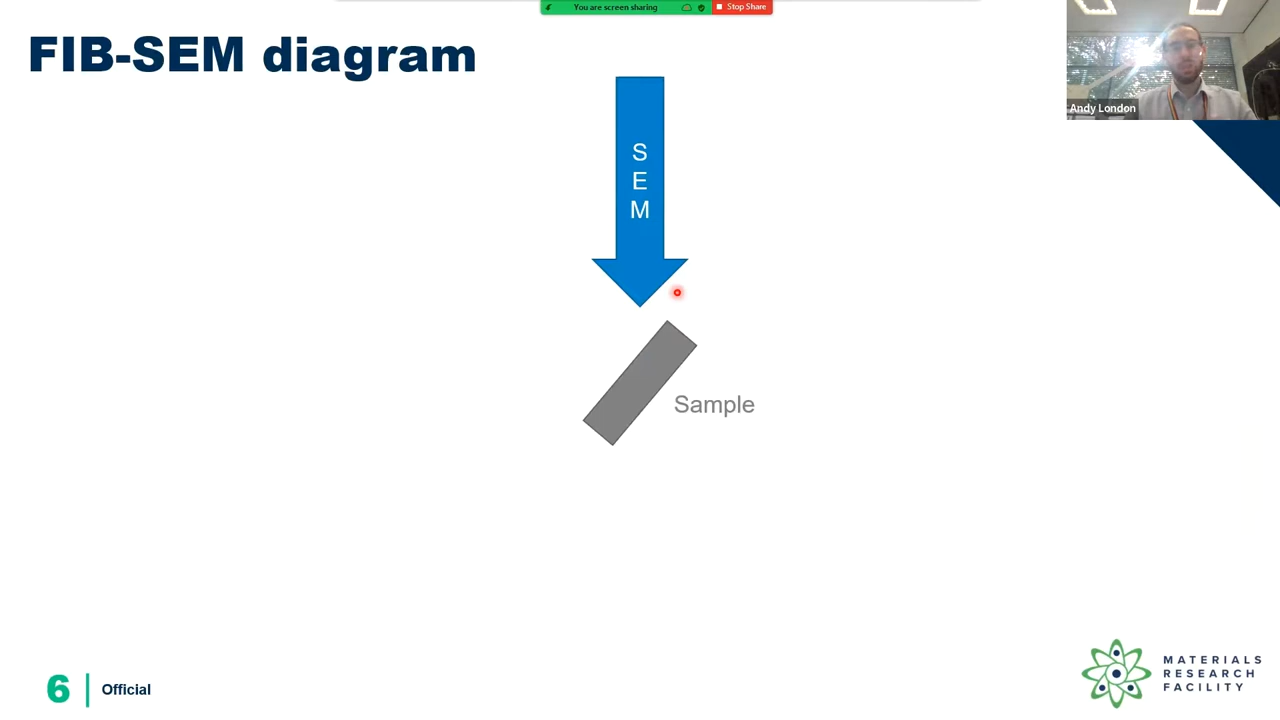 You are screen sharing
Stop Share
FIB-SEM diagram
Andy London
S
E
M
Sample
6
Official
MATERIALS
RESEARCH
FACILITY